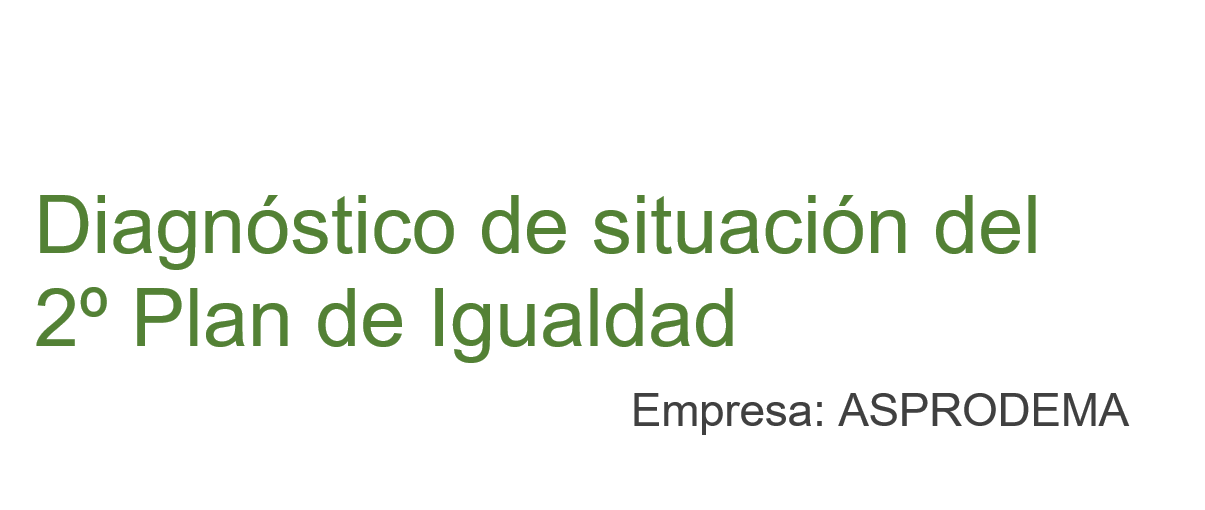 Diagnóstico de situación del
2º Plan de Igualdad
Empresa: ASPRODEMA